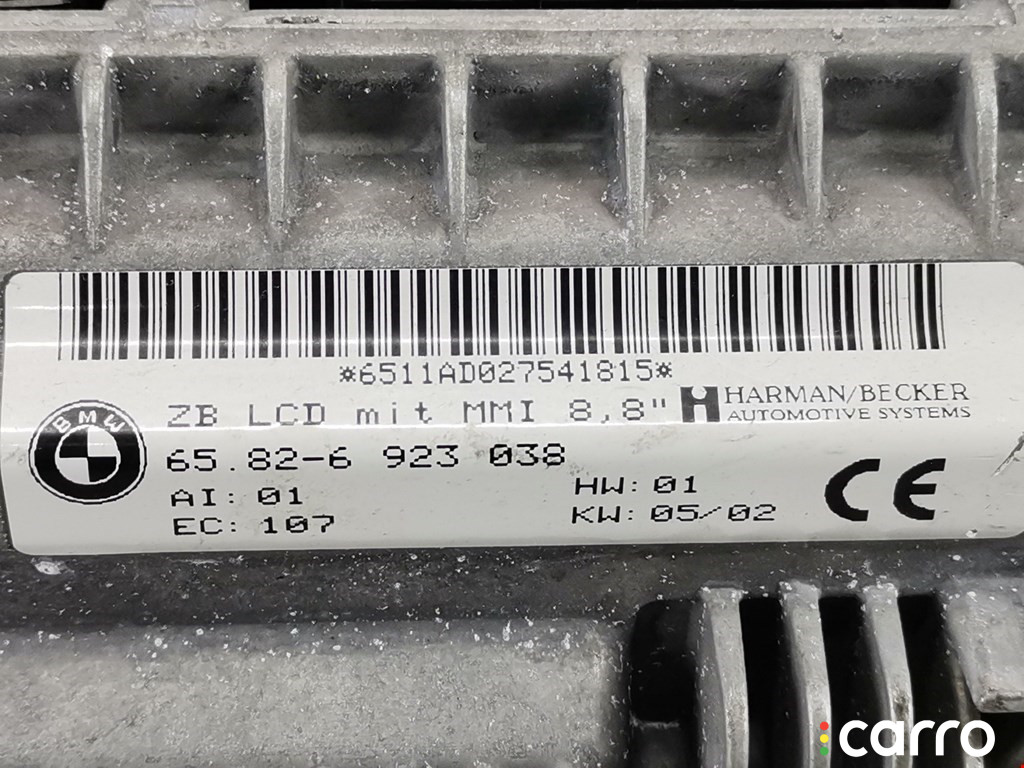 *6511AD027541815*
BMW
ZB LCD mit MMI 8,8"
HARMAN/BECKER
AUTOMOTIVE SYSTEMS
65.82-6 923 038
AI: 01
HW: 01
EC: 107
KW: 05/02
CE
carro